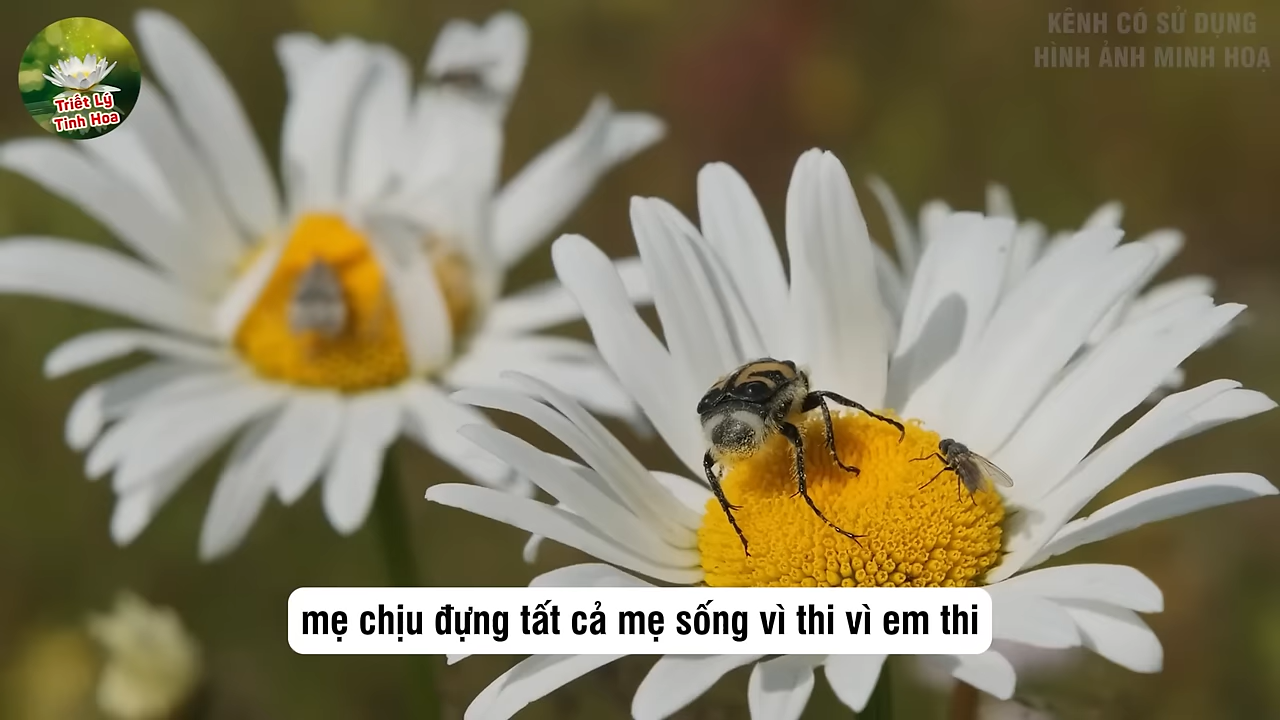 KÊNH CÓ SỬ DỤNG
HÌNH ẢNH MINH HOẠ
Triết Lý
Tinh Hoa
mẹ chịu đựng tất cả mẹ sống vì thi vì em thi